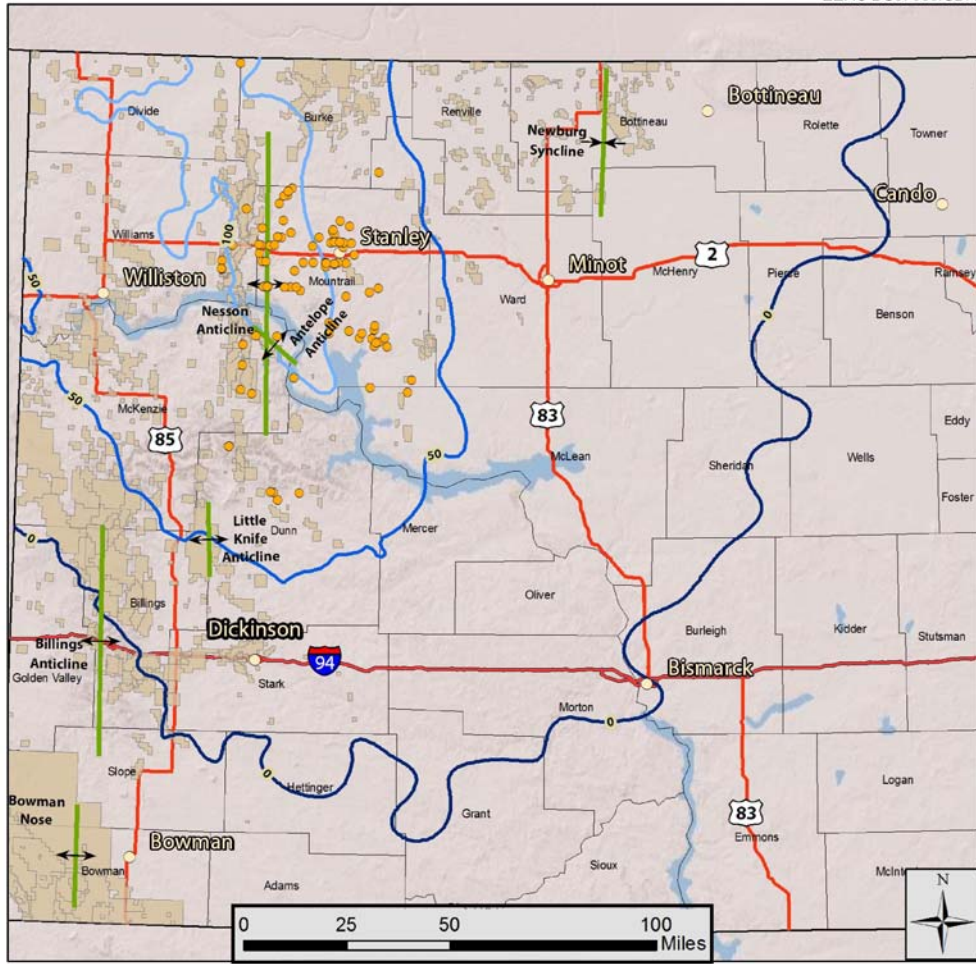 Divide
Burke
Renville
Bottineau
Bottineau
Rolette
Towner
Newburg
Syncline
Cando
Williams
100
Stanley
2
Minot
McHenry
Pierce
Ramsey
50
Williston
Mountrail
Ward
0
Benson
Nesson
Anticline
Antelope
Anticline
50
McKenzie
85
83
Eddy
50
McLean
Sheridan
Wells
Foster
0
Little
Knife
Anticline
Dunn
Mercer
Billings
Oliver
Dickinson
Burleigh
Kidder
Stutsman
Billings
Anticline
Golden Valley
94
Stark
Bismarck
Morton
0
Slope
0
Hettinger
Logan
Bowman
Nose
Grant
83
Emmons
Bowman
Bowman
Sioux
McInt
Adams
N
0 25 50 100
Miles